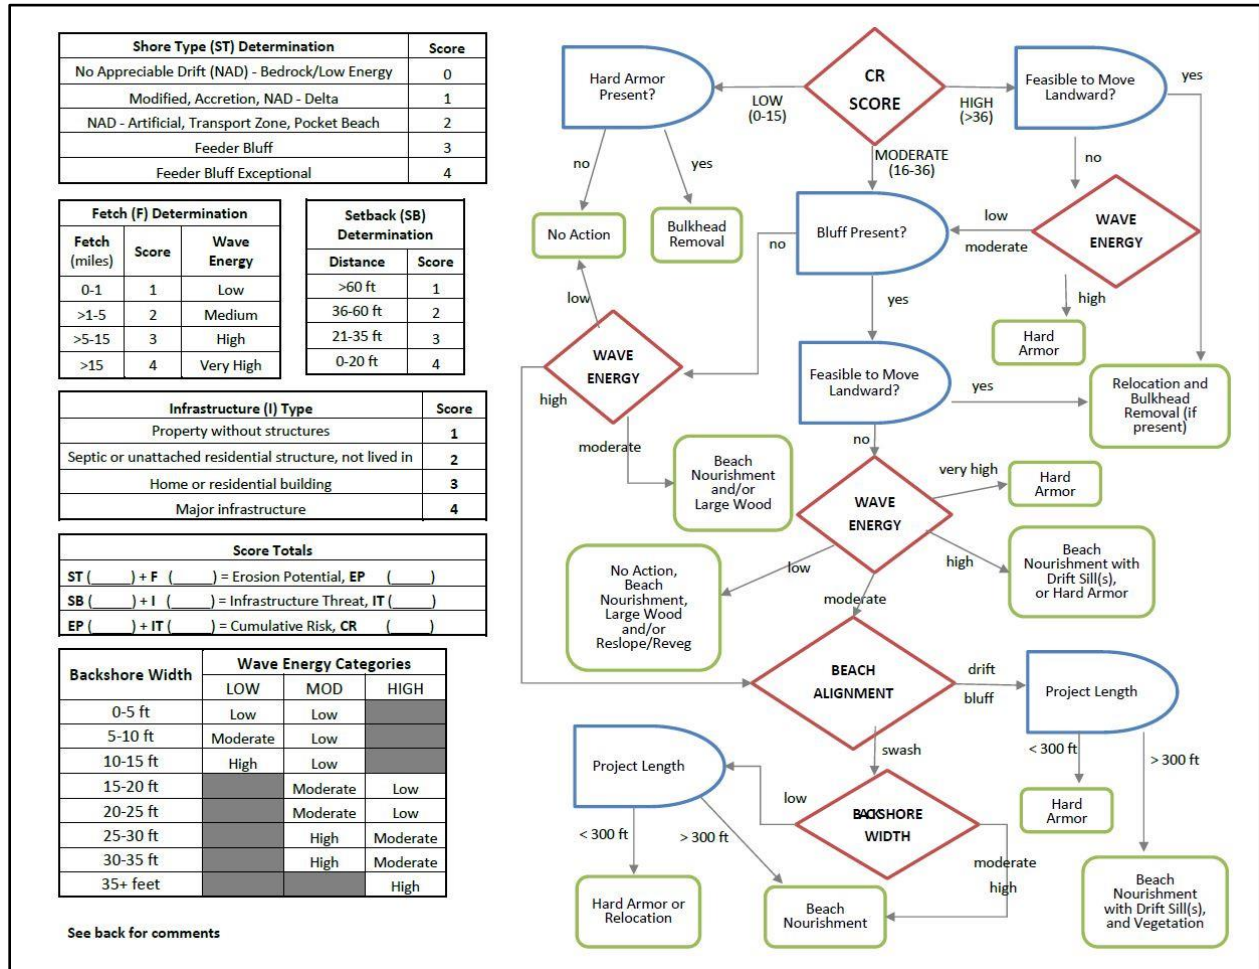 Shore Type (ST) Determination Score
No Appreciable Drift (NAD) - Bedrock/Low Energy 0
Modified, Accretion, NAD - Delta 1
NAD - Artificial, Transport Zone, Pocket Beach 2
Feeder Bluff 3
Feeder Bluff Exceptional 4
Fetch (F) Determination
Fetch (miles) Score Wave Energy
0-1 1 Low
>1-5 2 Medium
>5-15 3 High
>15 4 Very High
Setback (SB) Determination
Distance Score
>60 ft 1
36-60 ft 2
21-35 ft 3
0-20 ft 4
Infrastructure (I) Type Score
Property without structures 1
Septic or unattached residential structure, not lived in 2
Home or residential building 3
Major infrastructure 4
Score Totals
ST (_____) + F (_____) = Erosion Potential, EP (_____)
SB (_____) + I (_____) = Infrastructure Threat, IT (_____)
EP (_____) + IT (_____) = Cumulative Risk, CR (_____)
Backshore Width Wave Energy Categories
LOW MOD HIGH
0-5 ft Low Low
5-10 ft Moderate Low
10-15 ft High Low
15-20 ft Moderate Low
20-25 ft Moderate Low
25-30 ft High Moderate
30-35 ft High Moderate
35+ feet High
See back for comments
CR
SCORE
LOW
(0-15)
HIGH
(>36)
MODERATE
(16-36)
Hard Armor
Present?
no
yes
No Action
Bulkhead
Removal
Feasible to Move
Landward?
yes
no
WAVE
ENERGY
low
moderate
high
Hard
Armor
Relocation and
Bulkhead
Removal (if
present)
Bluff Present?
no
yes
WAVE
ENERGY
low
high
moderate
Beach
Nourishment
and/or
Large Wood
Feasible to Move
Landward?
yes
no
WAVE
ENERGY
very high
Hard
Armor
high
Beach
Nourishment with
Drift Sill(s),
or Hard Armor
low
No Action,
Beach
Nourishment,
Large Wood
and/or
Reslope/Reveg
moderate
BEACH
ALIGNMENT
drift
bluff
Project Length
< 300 ft
> 300 ft
Hard
Armor
Beach
Nourishment
with Drift Sill(s),
and Vegetation
swash
BACKSHORE
WIDTH
low
moderate
high
Project Length
< 300 ft
> 300 ft
Hard Armor or
Relocation
Beach
Nourishment